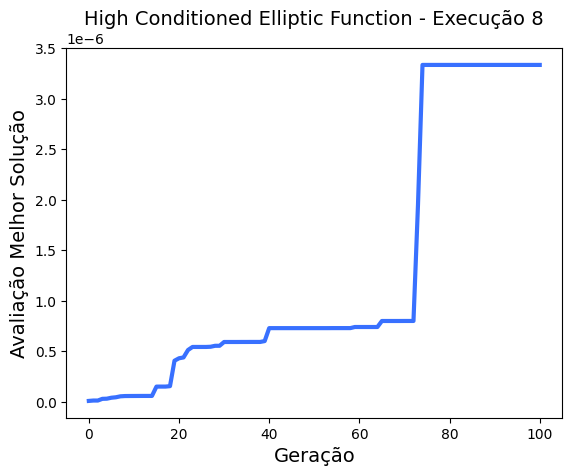 High Conditioned Elliptic Function - Execução 8
1e−6
3.5
3.0
2.5
2.0
1.5
1.0
0.5
0.0
Avaliação Melhor Solução
0 20 40 60 80 100
Geração